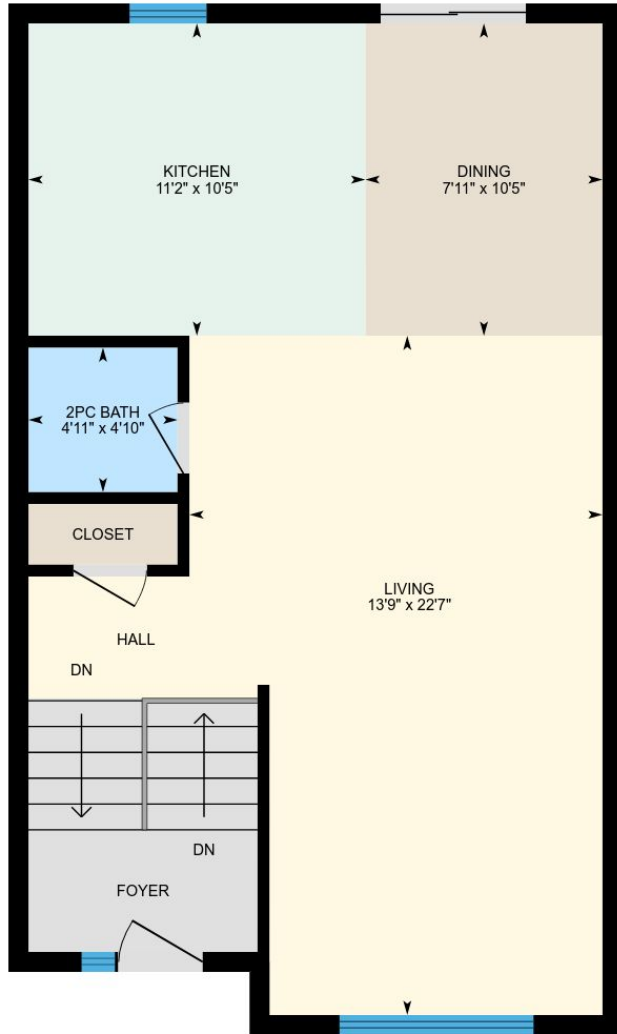 KITCHEN
11'2" x 10'5"
DINING
7'11" x 10'5"
2PC BATH
4'11" x 4'10"
CLOSET
LIVING
13'9" x 22'7"
HALL
DN
DN
FOYER